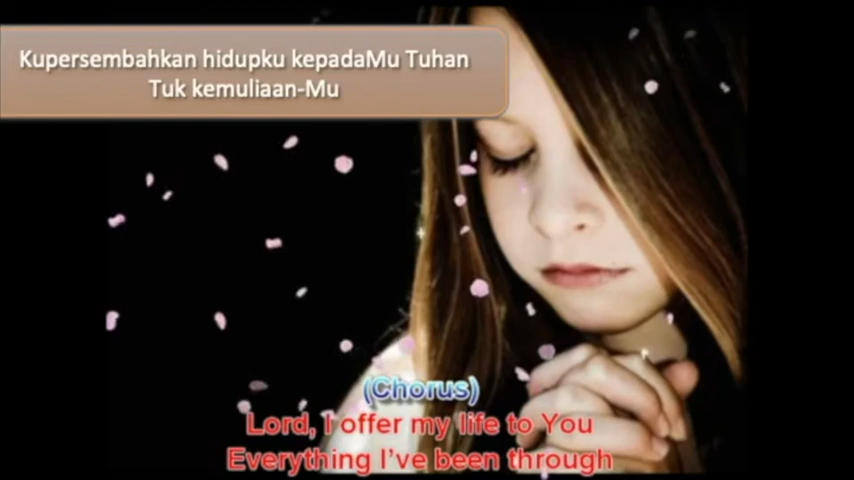 Kupersembahkan hidupku kepadaMu Tuhan
Tuk kemuliaan-Mu
(Chorus)
Lord, I offer my life to You
Everything I've been through